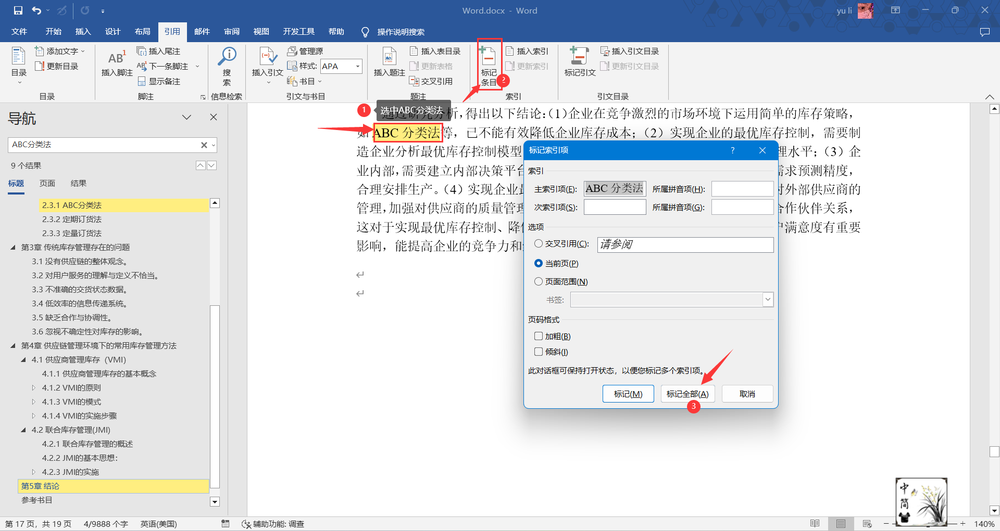 Word.docx - Word
yu li
文件 开始 插入 设计 布局 引用 邮件 审阅 视图 开发工具 帮助 操作说明搜索
目录
添加文字
更新目录
目录
AB1
插入脚注
插入尾注
下一条脚注
显示备注
脚注
搜
索
信息检索
插入引文
管理源
样式: APA
书目
引文与书目
插入题注
插入表目录
更新表格
交叉引用
题注
标记
条目
2
插入索引
更新索引
索引
标记引文
插入引文目录
更新引文目录
引文目录
导航
ABC分类法
9 个结果
标题 页面 结果
2.3.1 ABC分类法
2.3.2 定期订货法
2.3.3 定量订货法
第3章 传统库存管理存在的问题
3.1 没有供应链的整体观念。
3.2 对用户服务的理解与定义不恰当。
3.3 不准确的交货状态数据。
3.4 低效率的信息传递系统。
3.5 缺乏合作与协调性。
3.6 忽视不确定性对库存的影响。
第4章 供应链管理环境下的常用库存管理方法
4.1 供应商管理库存（VMI）
4.1.1 供应商管理库存的基本概念
4.1.2 VMI的原则
4.1.3 VMI的模式
4.1.4 VMI的实施步骤
4.2 联合库存管理(JMI)
4.2.1 联合库存管理的概述
4.2.2 JMI的基本思想：
4.2.3 JMI的实施
第5章 结论
参考书目
1
选中ABC分类法
通过研究分析，得出以下结论：（1）企业在竞争激烈的市场环境下运用简单的库存策略，
如 ABC 分类法等，已不能有效降低企业库存成本；（2）实现企业的最优库存控制，需要制
造企业分析最优库存控制模型 理水平；（3）企
业内部，需要建立内部决策平台 需求预测精度，
合理安排生产。（4）实现企业最 对外部供应商的
管理，加强对供应商的质量管理 合作伙伴关系，
这对于实现最优库存控制、降低 户满意度有重要
影响，能提高企业的竞争力和
标记索引项 ?
索引
主索引项(E): ABC 分类法 所属拼音项(H):
次索引项(S): 所属拼音项(G):
选项
交叉引用(C): 请参阅
当前页(P)
页面范围(N)
书签:
页码格式
加粗(B)
倾斜(I)
此对话框可保持打开状态，以便您标记多个索引项。
标记(M) 标记全部(A) 取消
3
中
简
第 17 页，共 19 页 4/9888 个字 英语(美国) 辅助功能: 调查 140%